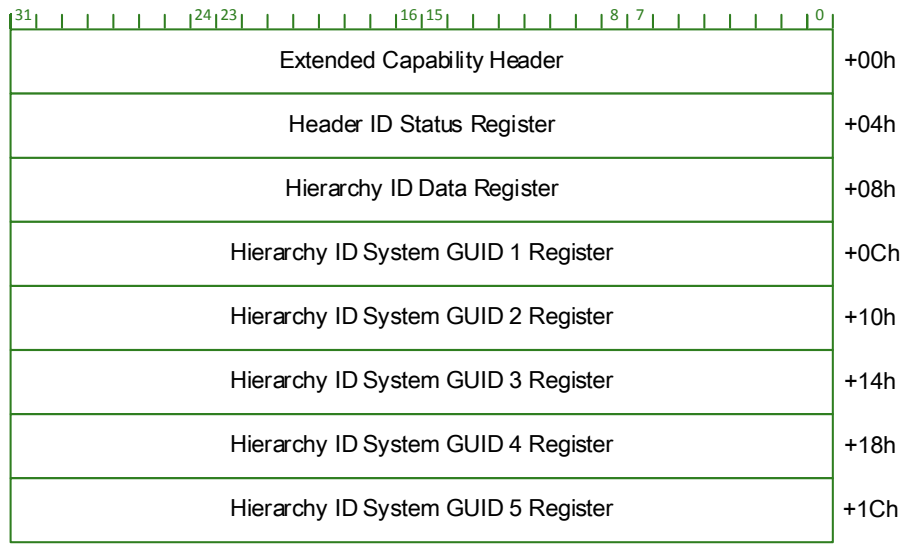 31 24 23 16 15 8 7 0
Extended Capability Header +00h
Header ID Status Register +04h
Hierarchy ID Data Register +08h
Hierarchy ID System GUID 1 Register +0Ch
Hierarchy ID System GUID 2 Register +10h
Hierarchy ID System GUID 3 Register +14h
Hierarchy ID System GUID 4 Register +18h
Hierarchy ID System GUID 5 Register +1Ch